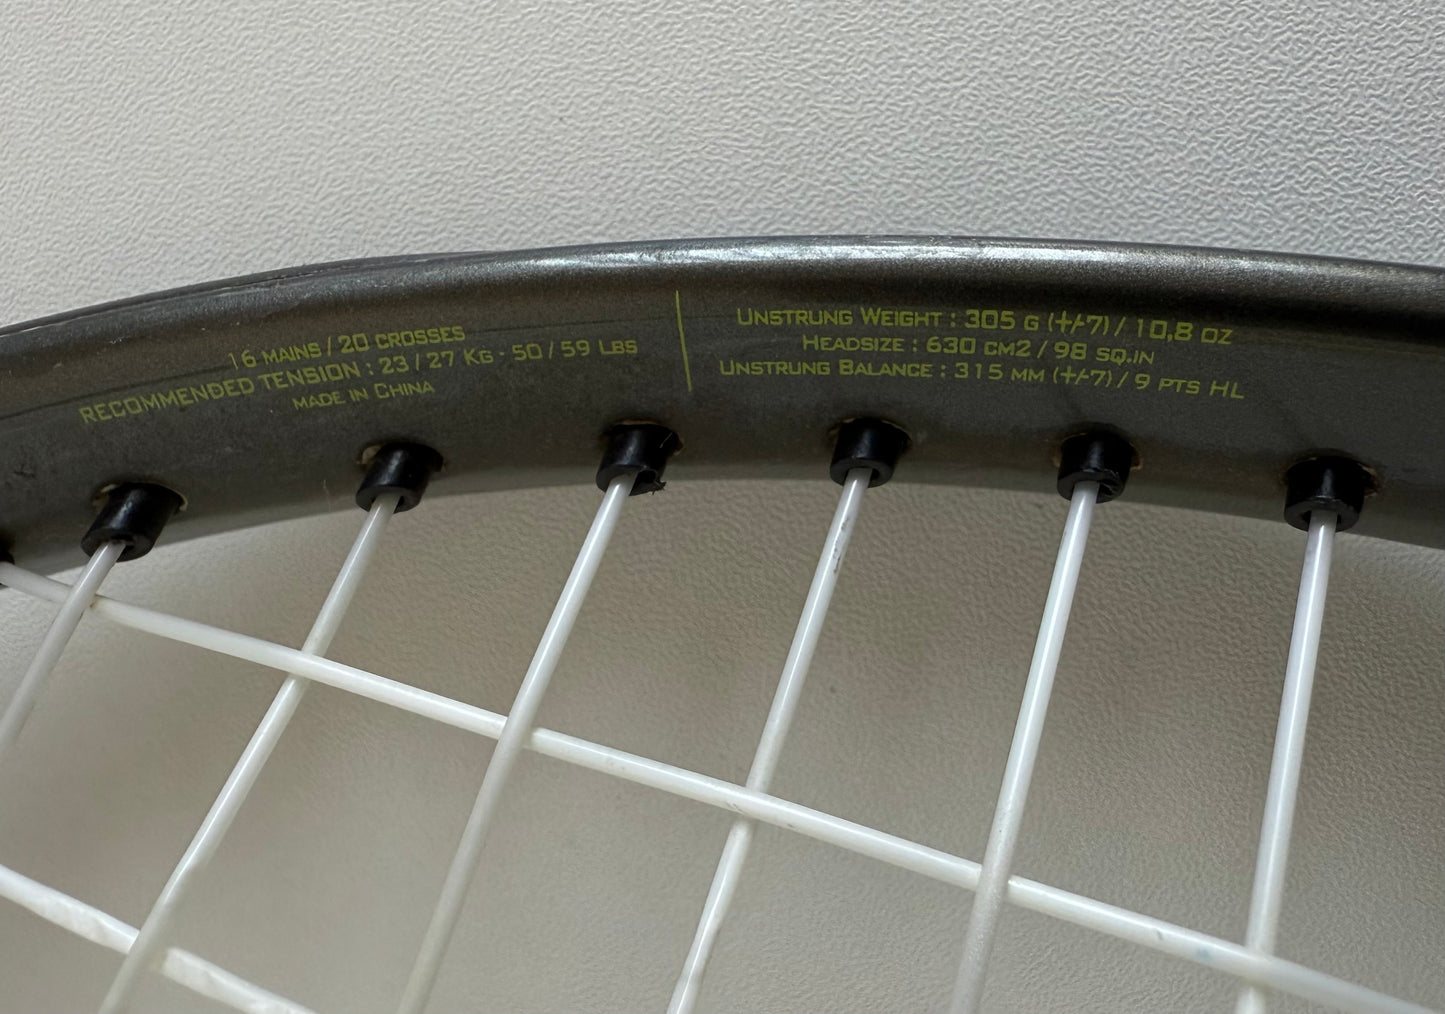 16 MAINS / 20 CROSSES
RECOMMENDED TENSION : 23 / 27 KG - 50 / 59 LBS
MADE IN CHINA
UNSTRUNG WEIGHT : 305 G (+/-7) / 10,8 OZ
HEADSIZE : 630 CM2 / 98 SQ.IN
UNSTRUNG BALANCE : 315 MM (+/-7) / 9 PTS HL